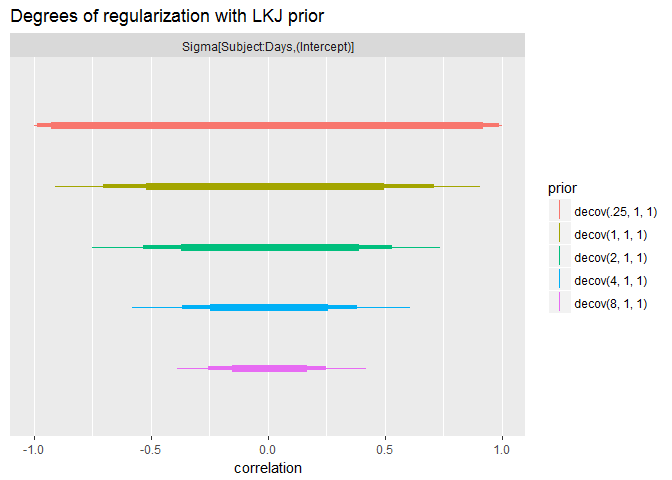 Degrees of regularization with LKJ prior
Sigma[Subject:Days,(Intercept)]
prior
decov(.25, 1, 1)
decov(1, 1, 1)
decov(2, 1, 1)
decov(4, 1, 1)
decov(8, 1, 1)
-1.0 -0.5 0.0 0.5 1.0
correlation